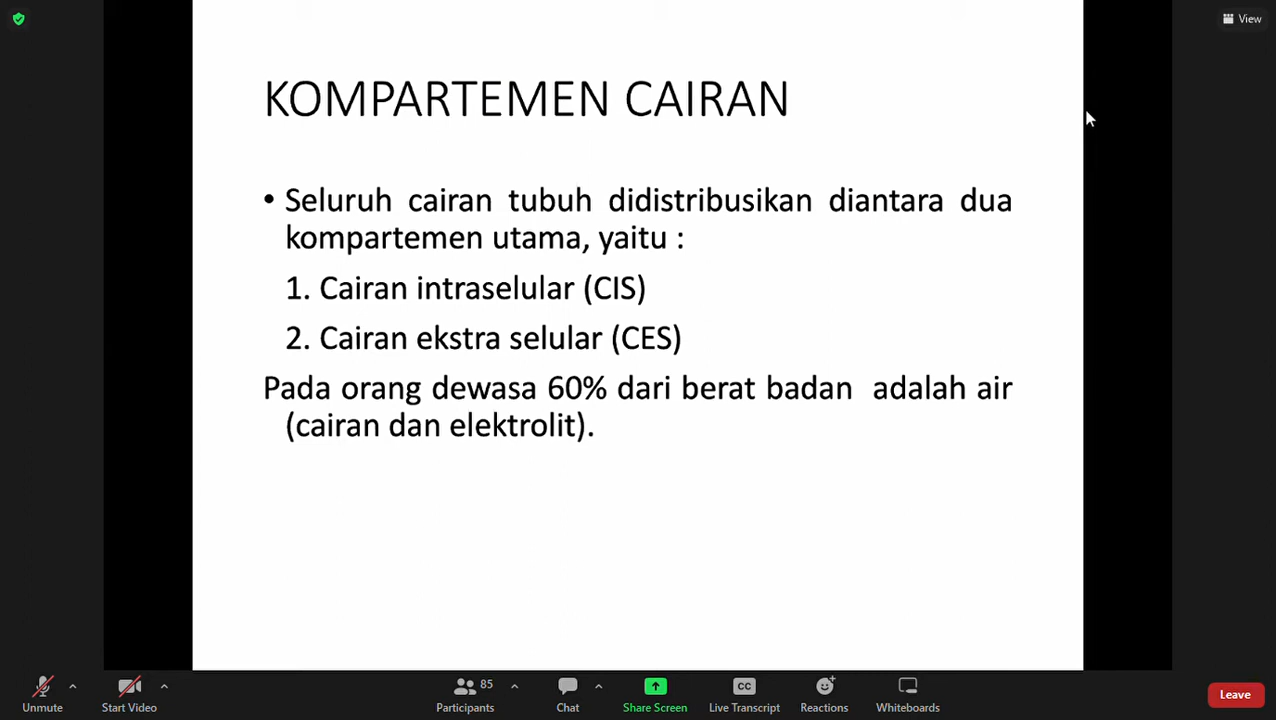 View
KOMPARTEMEN CAIRAN
• Seluruh cairan tubuh didistribusikan diantara dua
kompartemen utama, yaitu :
1. Cairan intraselular (CIS)
2. Cairan ekstra selular (CES)
Pada orang dewasa 60% dari berat badan adalah air
(cairan dan elektrolit).
85
CC
Unmute
Start Video
Participants
Chat
Share Screen
Live Transcript
Reactions
Whiteboards
Leave